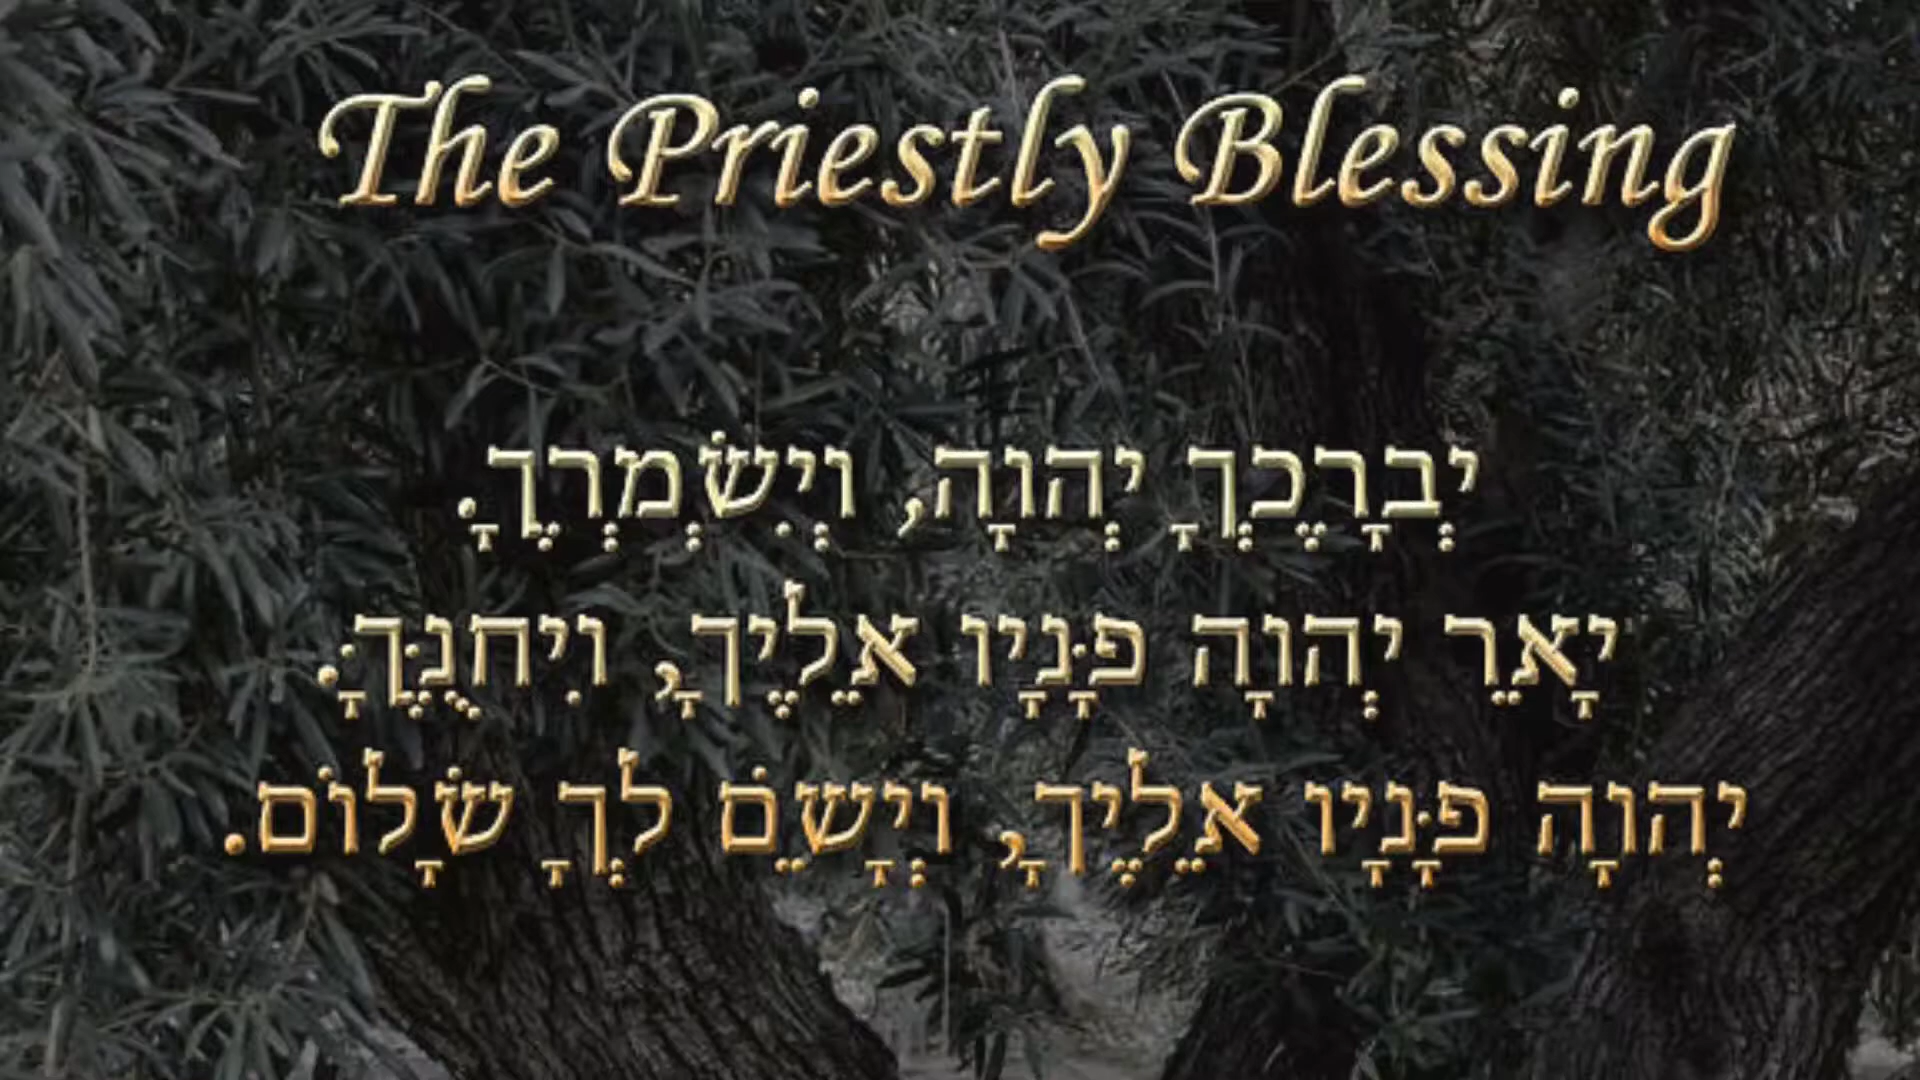 The Priestly Blessing
יְבָרֶכְךָ יְהוָה, וְיִשְׂמְרֶךָ.
יָאֵר יְהוָה פָּנָיו אֵלֶיךָ, וִיחֻנֶּךָּ.
יְהוָה פָּנָיו אֵלֶיךָ, וְיָשֵׂם לְךָ שָׂלוֹם.